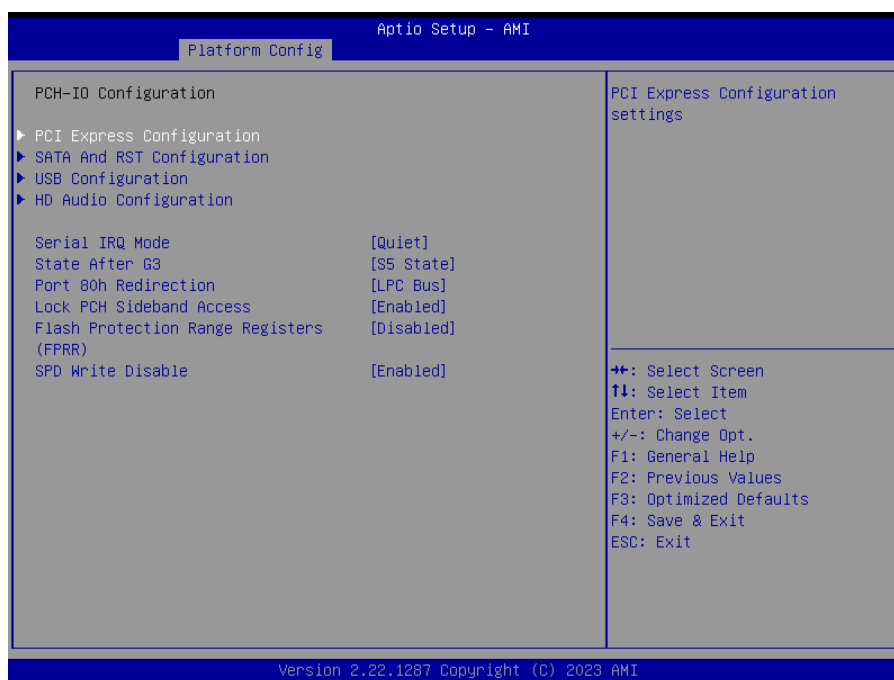 Aptio Setup – AMI
Platform Config
PCH-IO Configuration
PCI Express Configuration
SATA And RST Configuration
USB Configuration
HD Audio Configuration
Serial IRQ Mode [Quiet]
State After G3 [S5 State]
Port 80h Redirection [LPC Bus]
Lock PCH Sideband Access [Enabled]
Flash Protection Range Registers [Disabled]
(FPRR)
SPD Write Disable [Enabled]
PCI Express Configuration
settings
→←: Select Screen
↑↓: Select Item
Enter: Select
+/-: Change Opt.
F1: General Help
F2: Previous Values
F3: Optimized Defaults
F4: Save & Exit
ESC: Exit
Version 2.22.1287 Copyright (C) 2023 AMI